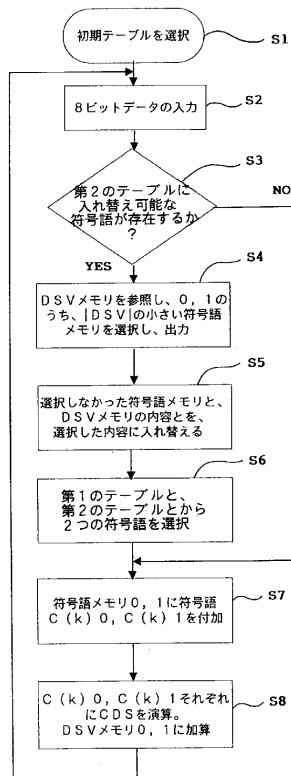 初期テーブルを選択
S1
8ビットデータの入力
S2
S3
第2のテーブルに
入れ替え可能な
符号語が存在するか
?
NO
YES
S4
DSVメモリを参照し、0,1の
うち、|DSV|の小さい符号語
メモリを選択し、出力
S5
選択しなかった符号語メモリと、
DSVメモリの内容とを、
選択した内容に入れ替える
S6
第1のテーブルと、
第2のテーブルとから
2つの符号語を選択
S7
符号語メモリ0,1に符号語
C(k)0,C(k)1を付加
S8
C(k)0,C(k)1それぞれ
にCDSを演算。
DSVメモリ0,1に加算